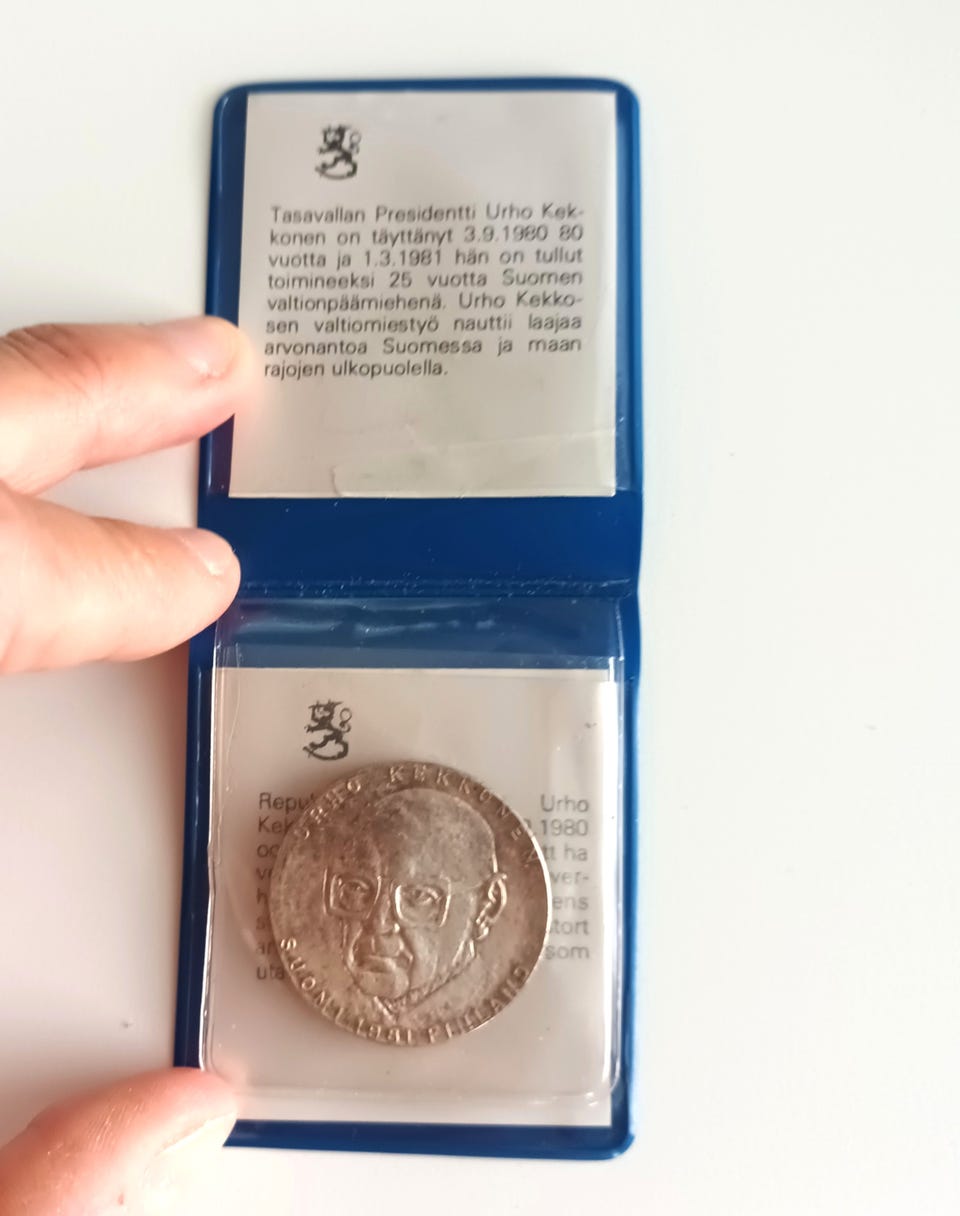 Tasavallan Presidentti Urho Kek-
konen on täyttänyt 3.9.1980 80
vuotta ja 1.3.1981 hän on tullut
toimineeksi 25 vuotta Suomen
valtionpäämiehenä. Urho Kekko-
sen valtiomiestyö nauttii laajaa
arvonantoa Suomessa ja maan
rajojen ulkopuolella.
URHO KEKKONEN
Urho
1980
ha
ver-
som
SUOMI 1981 FINLAND